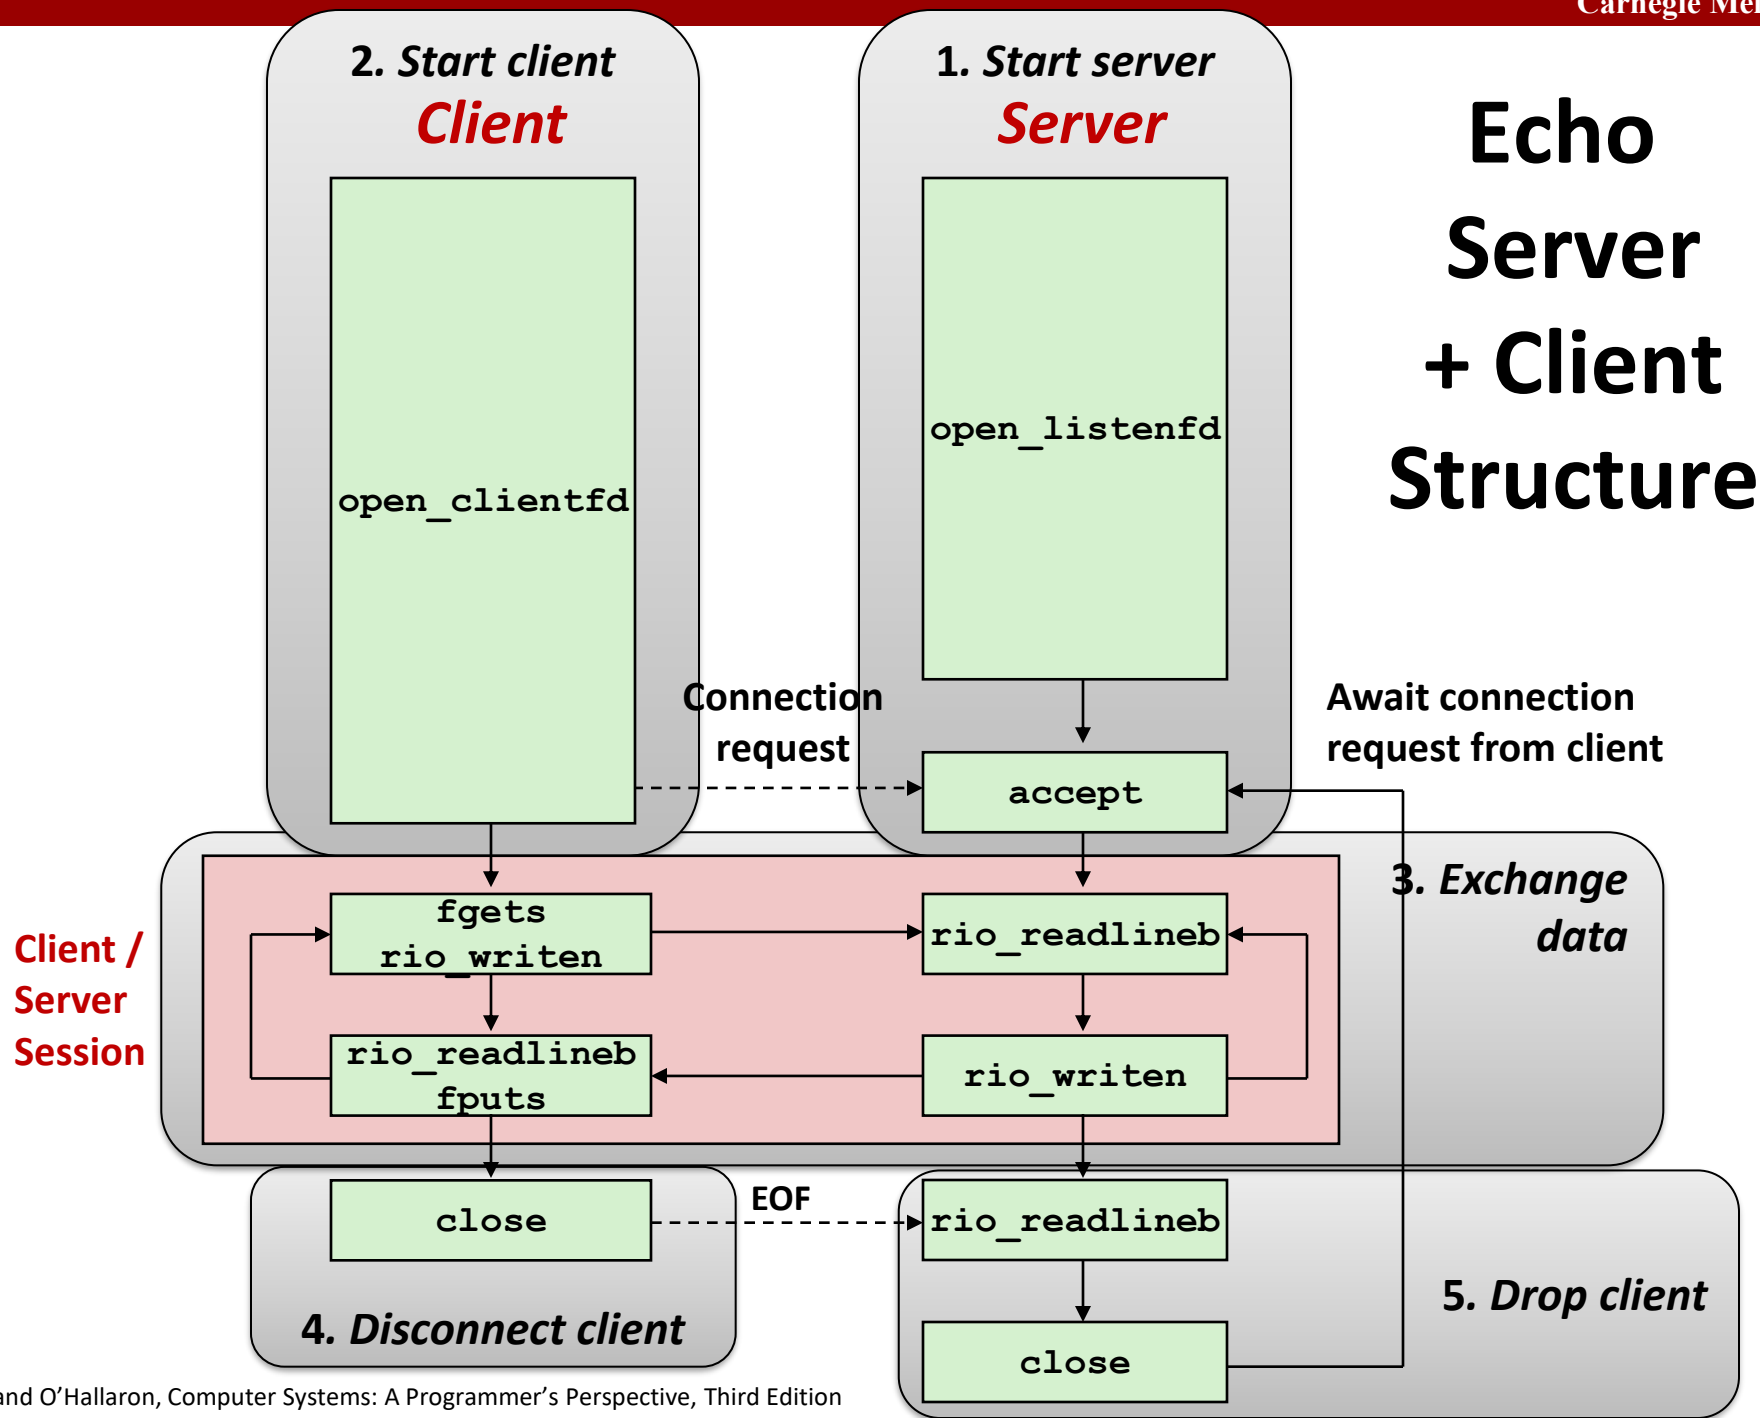 Carnegie Mel
2. Start client
Client
1. Start server
Server
Echo
Server
+ Client
Structure
open_listenfd
open_clientfd
Connection
request
Await connection
request from client
accept
3. Exchange
data
Client /
Server
Session
fgets
rio_writen
rio_readlineb
rio_readlineb
fputs
rio_writen
close
EOF
rio_readlineb
4. Disconnect client
5. Drop client
close
and O'Hallaron, Computer Systems: A Programmer's Perspective, Third Edition